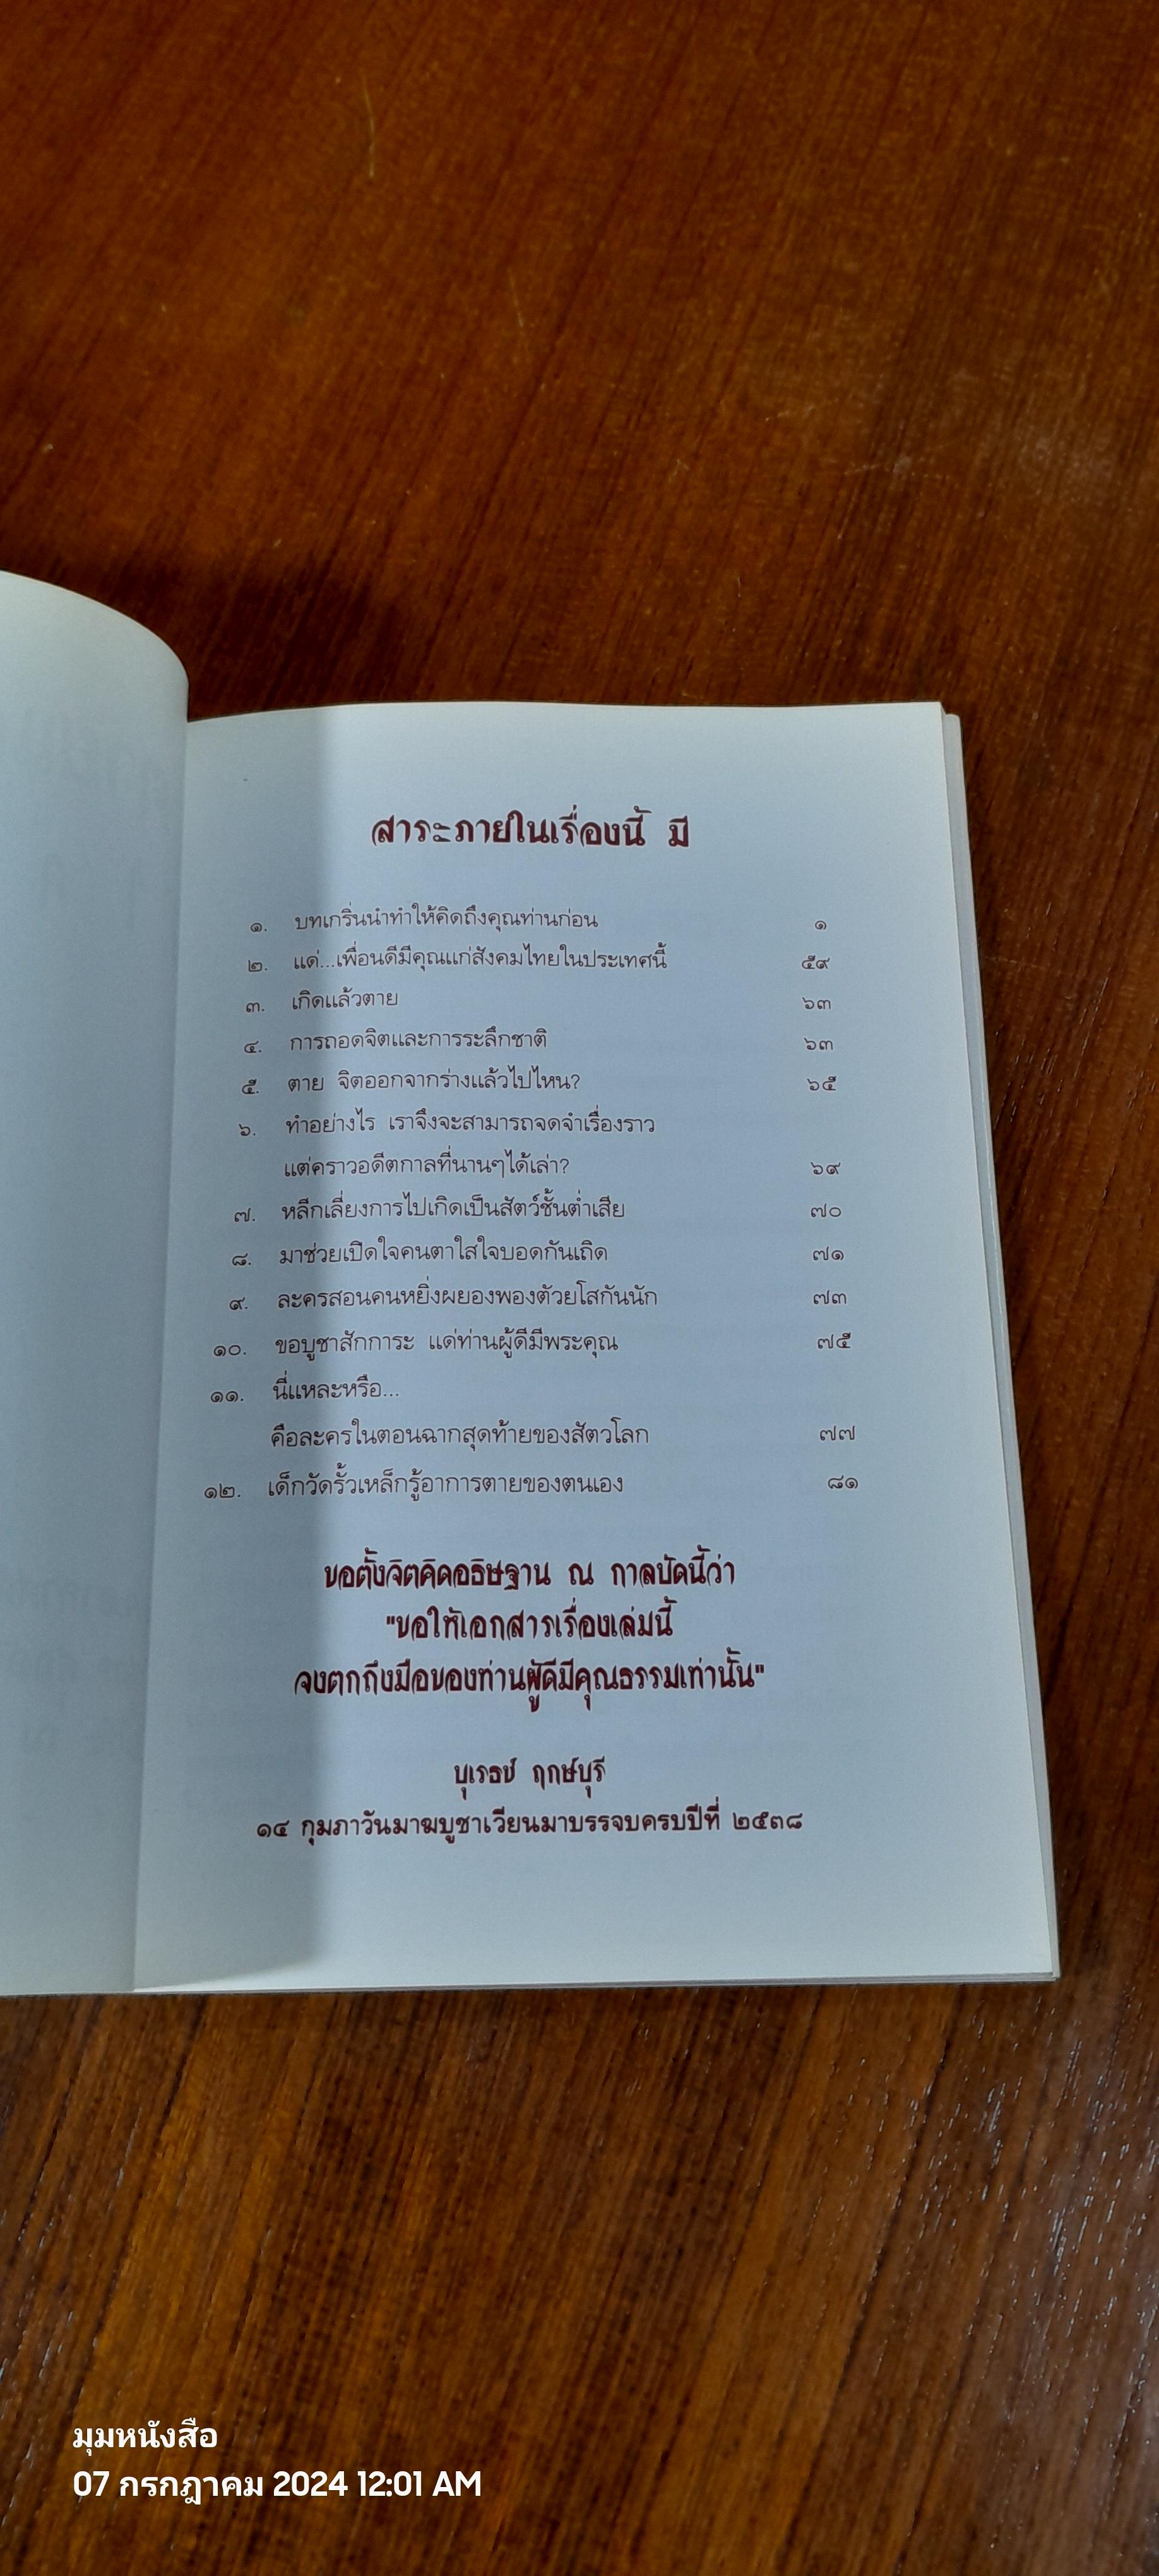 สาระภายในเรื่องนี้ มี
๑. บทเกริ่นนำทำให้คิดถึงคุณท่านก่อน ๑
๒. แด่...เพื่อนดีมีคุณแก่สังคมไทยในประเทศนี้ ๕๙
๓. เกิดแล้วตาย ๖๓
๔. การถอดจิตและการระลึกชาติ ๖๓
๕. ตาย จิตออกจากร่างแล้วไปไหน? ๖๕
๖. ทำอย่างไร เราจึงจะสามารถจดจำเรื่องราว
แต่คราวอดีตกาลที่นานๆได้เล่า? ๖๙
๗. หลีกเลี่ยงการไปเกิดเป็นสัตว์ชั้นต่ำเสีย ๗๐
๘. มาช่วยเปิดใจคนตาใสใจบอดกันเถิด ๗๑
๙. ละครสอนคนหยิ่งผยองพองตัวยโสกันนัก ๗๓
๑๐. ขอบูชาสักการะ แด่ท่านผู้ดีมีพระคุณ ๗๕
๑๑. นี่แหละหรือ...
คือละครในตอนฉากสุดท้ายของสัตวโลก ๗๗
๑๒. เด็กวัดรั้วเหล็กรู้อาการตายของตนเอง ๘๑
ขอตั้งจิตคิดอธิษฐาน ณ กาลบัดนี้ว่า
"ขอให้เอกสารเรื่องเล่มนี้
จงตกถึงมือของท่านผู้ดีมีคุณธรรมเท่านั้น"
บุเรธช์ ฤกษ์บุรี
๑๔ กุมภาวันมาฆบูชาเวียนมาบรรจบครบปีที่ ๒๕๓๘
มุมหนังสือ
07 กรกฎาคม 2024 12:01 AM